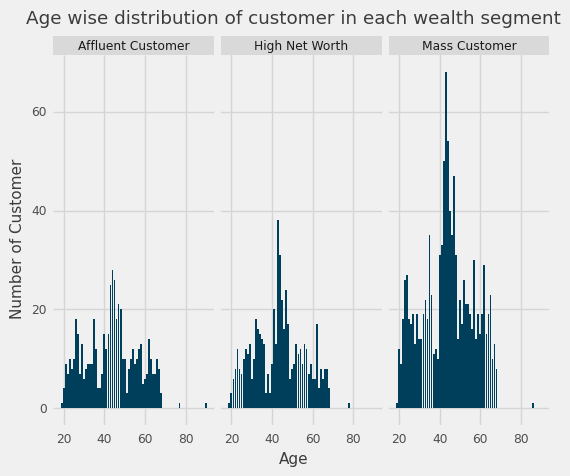 Age wise distribution of customer in each wealth segment
Affluent Customer High Net Worth Mass Customer
Number of Customer
60
40
20
0
20 40 60 80 20 40 60 80 20 40 60 80
Age